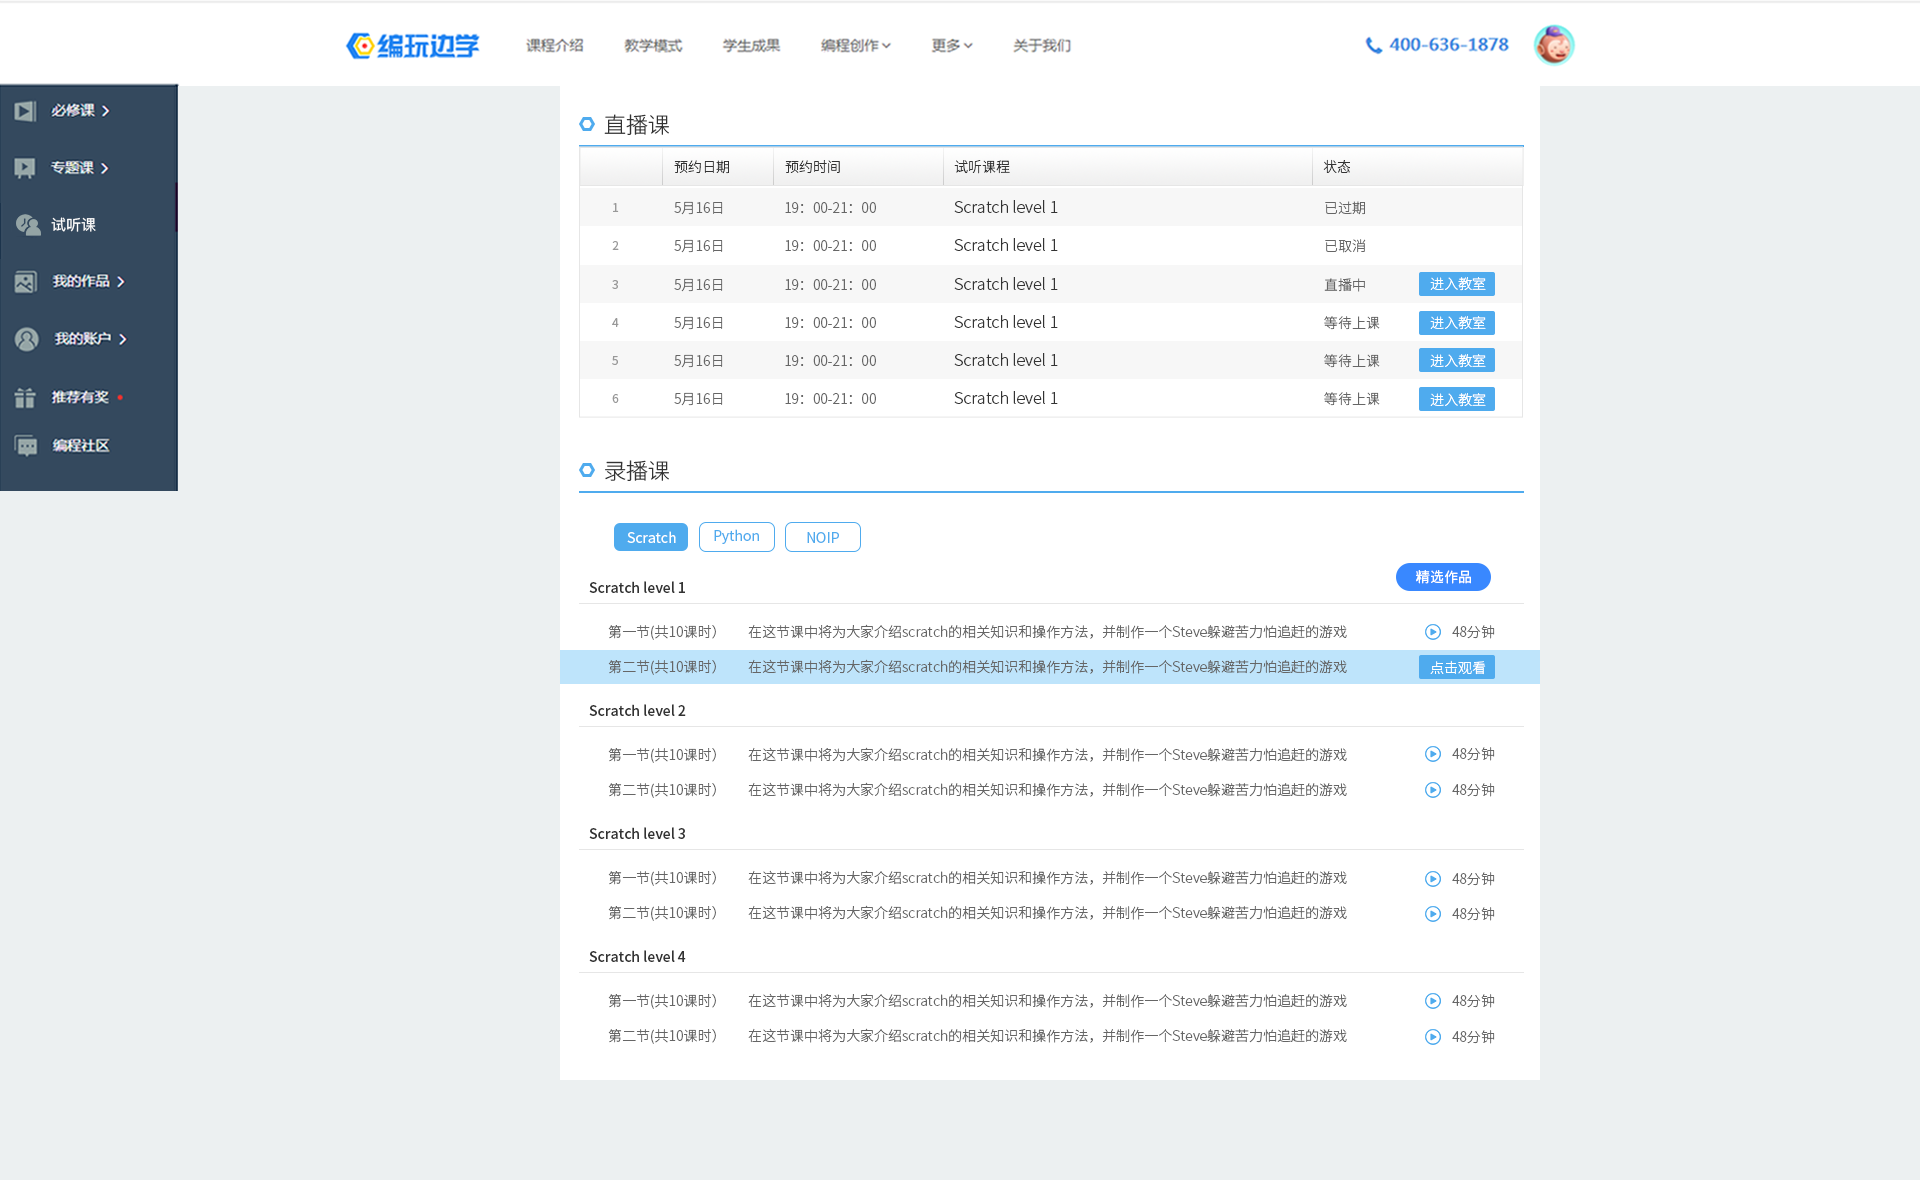 编玩边学 课程介绍 教学模式 学生成果 编程创作 更多 关于我们 400-636-1878
必修课
专题课
试听课
我的作品
我的账户
推荐有奖
编程社区
直播课
预约日期 预约时间 试听课程 状态
1 5月16日 19：00-21：00 Scratch level 1 已过期
2 5月16日 19：00-21：00 Scratch level 1 已取消
3 5月16日 19：00-21：00 Scratch level 1 直播中 进入教室
4 5月16日 19：00-21：00 Scratch level 1 等待上课 进入教室
5 5月16日 19：00-21：00 Scratch level 1 等待上课 进入教室
6 5月16日 19：00-21：00 Scratch level 1 等待上课 进入教室
录播课
Scratch Python NOIP
精选作品
Scratch level 1
第一节(共10课时） 在这节课中将为大家介绍scratch的相关知识和操作方法，并制作一个Steve躲避苦力怕追赶的游戏 48分钟
第二节(共10课时） 在这节课中将为大家介绍scratch的相关知识和操作方法，并制作一个Steve躲避苦力怕追赶的游戏 点击观看
Scratch level 2
第一节(共10课时） 在这节课中将为大家介绍scratch的相关知识和操作方法，并制作一个Steve躲避苦力怕追赶的游戏 48分钟
第二节(共10课时） 在这节课中将为大家介绍scratch的相关知识和操作方法，并制作一个Steve躲避苦力怕追赶的游戏 48分钟
Scratch level 3
第一节(共10课时） 在这节课中将为大家介绍scratch的相关知识和操作方法，并制作一个Steve躲避苦力怕追赶的游戏 48分钟
第二节(共10课时） 在这节课中将为大家介绍scratch的相关知识和操作方法，并制作一个Steve躲避苦力怕追赶的游戏 48分钟
Scratch level 4
第一节(共10课时） 在这节课中将为大家介绍scratch的相关知识和操作方法，并制作一个Steve躲避苦力怕追赶的游戏 48分钟
第二节(共10课时） 在这节课中将为大家介绍scratch的相关知识和操作方法，并制作一个Steve躲避苦力怕追赶的游戏 48分钟